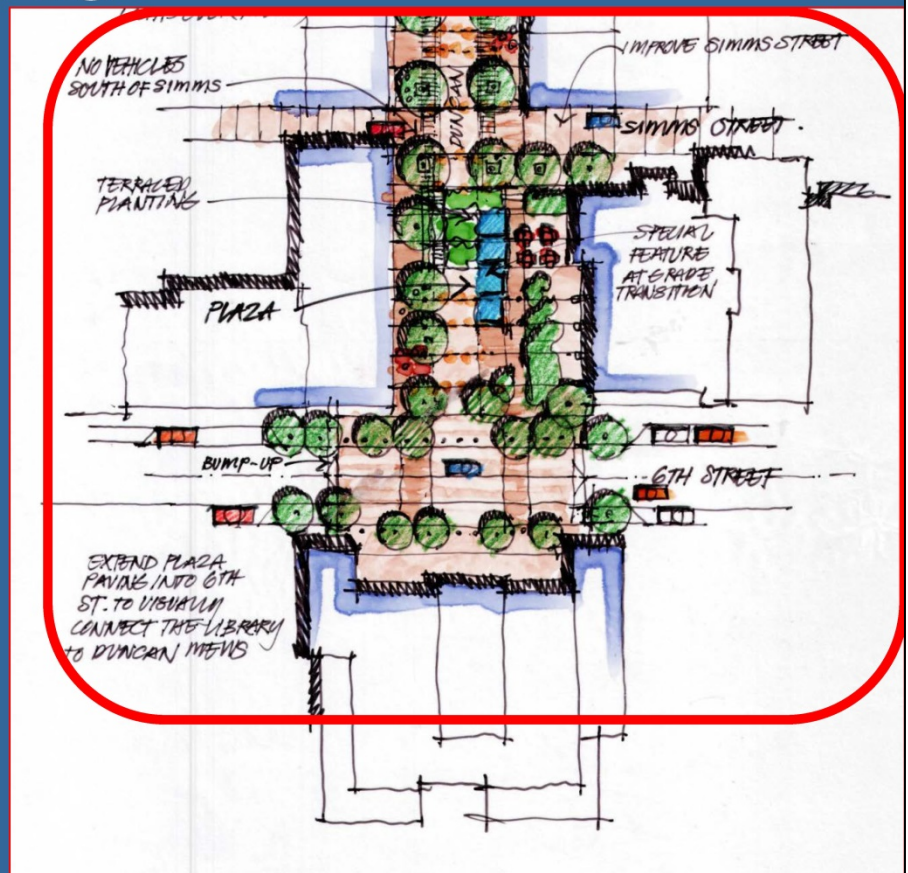 NO VEHICLES
SOUTH OF SIMMS
IMPROVE SIMMS STREET
DUNCAN
SIMMS STREET
TERRACED
PLANTING
SPECIAL
FEATURE
AT GRADE
TRANSITION
PLAZA
BUMP-UP
6TH STREET
EXTEND PLAZA
PAVING INTO 6TH
ST. TO VISUALLY
CONNECT THE LIBRARY
TO DUNCAN MEWS